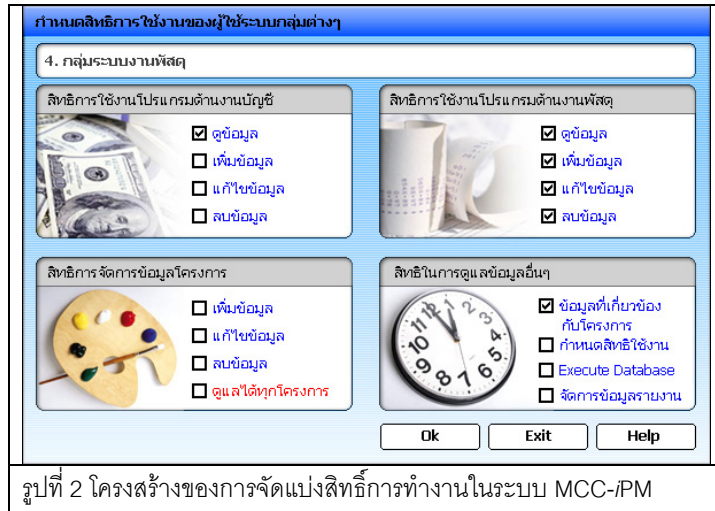 กำหนดสิทธิการใช้งานของผู้ใช้ระบบกลุ่มต่างๆ
4. กลุ่มระบบงานพัสดุ
สิทธิการใช้งานโปรแกรมด้านงานบัญชี
ดูข้อมูล
เพิ่มข้อมูล
แก้ไขข้อมูล
ลบข้อมูล
สิทธิการใช้งานโปรแกรมด้านงานพัสดุ
ดูข้อมูล
เพิ่มข้อมูล
แก้ไขข้อมูล
ลบข้อมูล
สิทธิการจัดการข้อมูลโครงการ
เพิ่มข้อมูล
แก้ไขข้อมูล
ลบข้อมูล
ดูแลได้ทุกโครงการ
สิทธิในการดูแลข้อมูลอื่นๆ
ข้อมูลที่เกี่ยวข้อง
กับโครงการ
กำหนดสิทธิใช้งาน
Execute Database
จัดการข้อมูลรายงาน
Ok
Exit
Help
รูปที่ 2 โครงสร้างของการจัดแบ่งสิทธิ์การทำงานในระบบ MCC-iPM